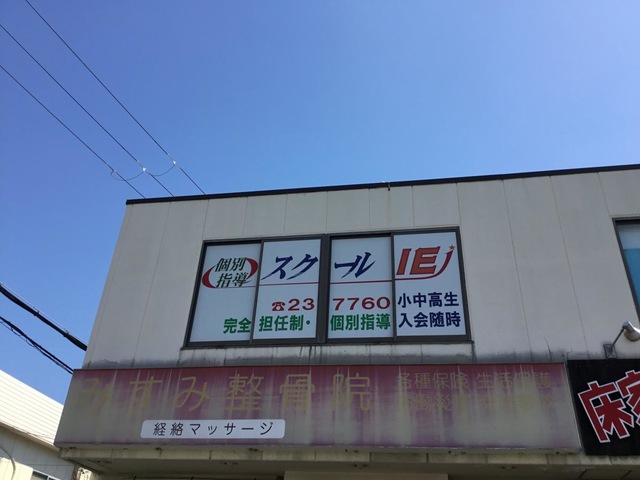 個別指導 スクール IE
☎23 7760 小中高生
完全 担任制・ 個別指導 入会随時
みすみ整骨院 各種保険
経絡マッサージ
床